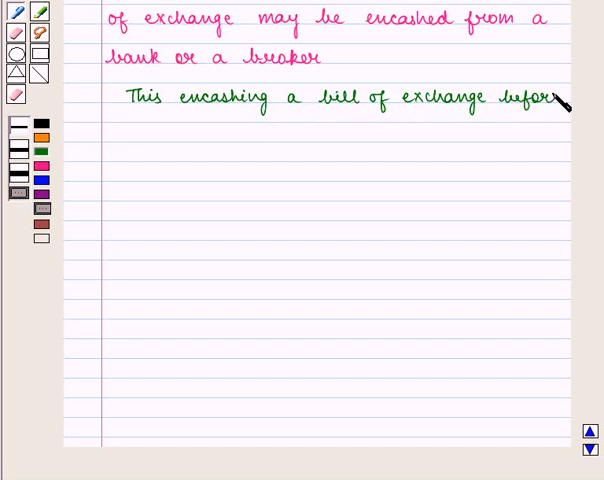 of exchange may be encashed from a
bank or a broker
This encashing a bill of exchange befor